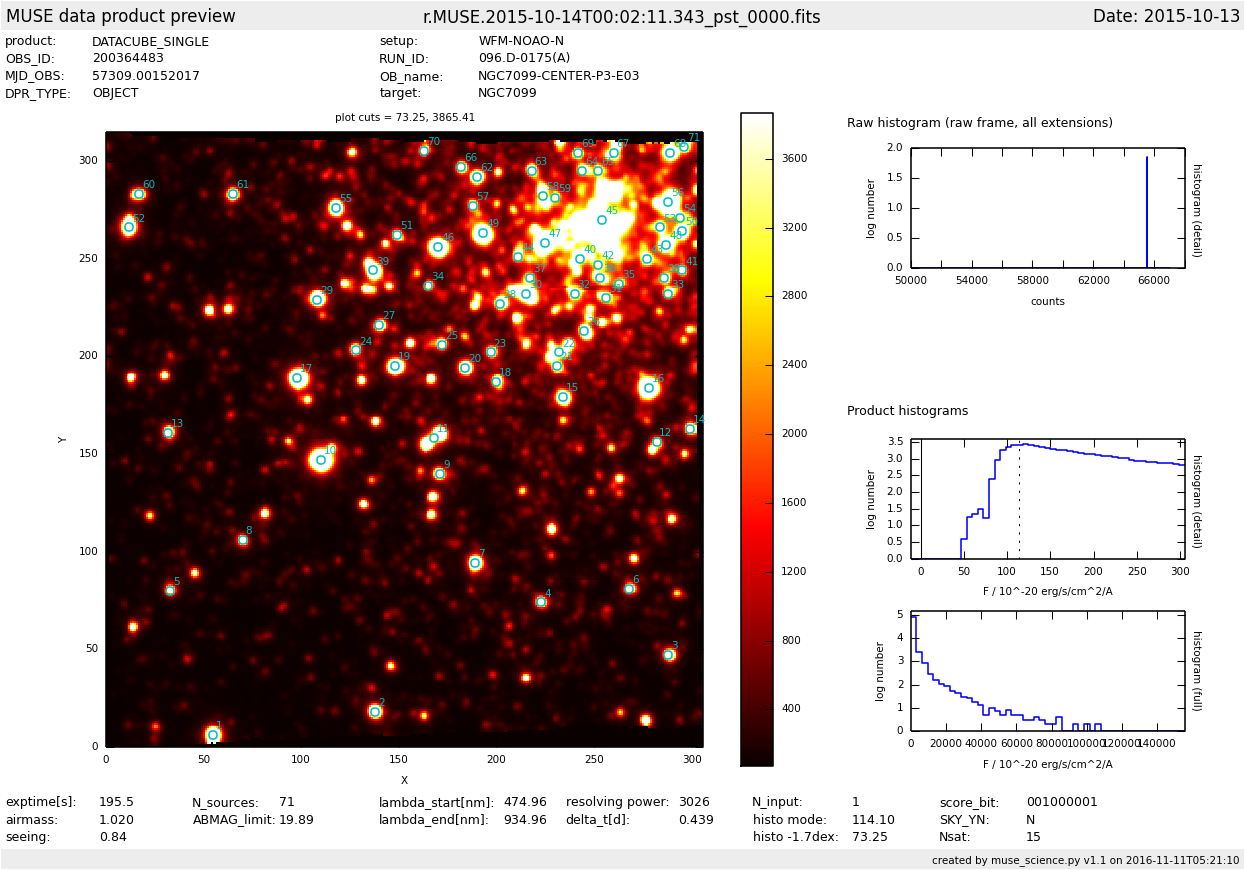 MUSE data product preview r.MUSE.2015-10-14T00:02:11.343_pst_0000.fits Date: 2015-10-13
product: DATACUBE_SINGLE setup: WFM-NOAO-N
OBS_ID: 200364483 RUN_ID: 096.D-0175(A)
MJD_OBS: 57309.00152017 OB_name: NGC7099-CENTER-P3-E03
DPR_TYPE: OBJECT target: NGC7099
plot cuts = 73.25, 3865.41
Raw histogram (raw frame, all extensions)
2.0
1.5
1.0
0.5
0.0
log number
histogram (detail)
50000 54000 58000 62000 66000
counts
Product histograms
3.5
3.0
2.5
2.0
1.5
1.0
0.5
0.0
log number
histogram (detail)
0 50 100 150 200 250 300
F / 10^-20 erg/s/cm^2/A
5
4
3
2
1
0
log number
histogram (full)
0 20000 40000 60000 80000 100000 120000 140000
F / 10^-20 erg/s/cm^2/A
3600
3200
2800
2400
2000
1600
1200
800
400
300
250
200
150
100
50
0
Y
0 50 100 150 200 250 300
X
71
70 69 67 68
66 63 64
62
60 61 58 59
55 57
52 54
51 49 45
46 47 48
39 40 42 41
34 37 35
29 32 33
27
24 25 23 22
19 20
17 18
15
13 14
11 12
10
9
8
7
5 6
4
3
2
1
exptime[s]: 195.5 N_sources: 71 lambda_start[nm]: 474.96 resolving power: 3026 N_input: 1 score_bit: 001000001
airmass: 1.020 ABMAG_limit: 19.89 lambda_end[nm]: 934.96 delta_t[d]: 0.439 histo mode: 114.10 SKY_YN: N
seeing: 0.84 histo -1.7dex: 73.25 Nsat: 15
created by muse_science.py v1.1 on 2016-11-11T05:21:10